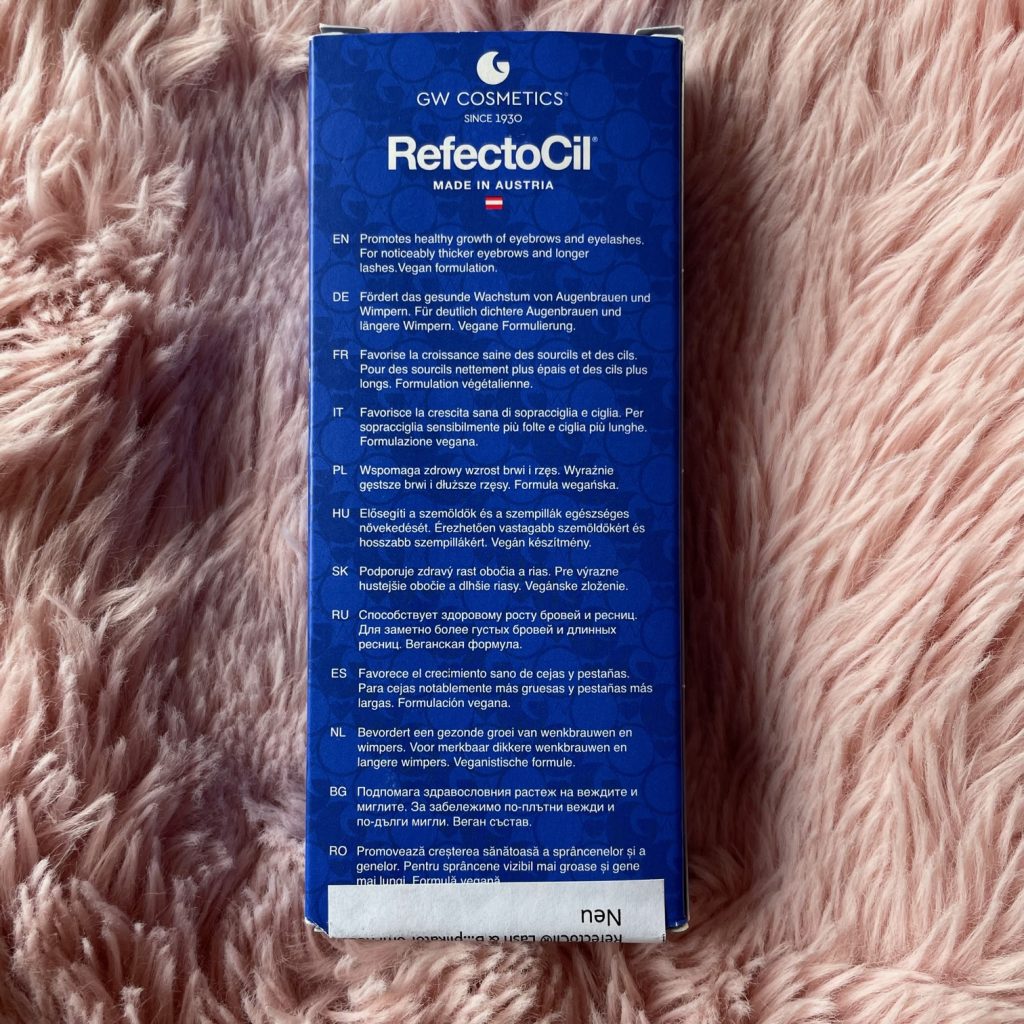 GW COSMETICS®
SINCE 1930
RefectoCil®
MADE IN AUSTRIA
EN Promotes healthy growth of eyebrows and eyelashes.
For noticeably thicker eyebrows and longer
lashes.Vegan formulation.
DE Fördert das gesunde Wachstum von Augenbrauen und
Wimpern. Für deutlich dichtere Augenbrauen und
längere Wimpern. Vegane Formulierung.
FR Favorise la croissance saine des sourcils et des cils.
Pour des sourcils nettement plus épais et des cils plus
longs. Formulation végétalienne.
IT Favorisce la crescita sana di sopracciglia e ciglia. Per
sopracciglia sensibilmente più folte e ciglia più lunghe.
Formulazione vegana.
PL Wspomaga zdrowy wzrost brwi i rzęs. Wyraźnie
gęstsze brwi i dłuższe rzęsy. Formuła wegańska.
HU Elősegíti a szemöldök és a szempillák egészséges
növekedését. Érezhetően vastagabb szemöldökért és
hosszabb szempillákért. Vegán készítmény.
SK Podporuje zdravý rast obočia a rias. Pre výrazne
hustejšie obočie a dlhšie riasy. Vegánske zloženie.
RU Способствует здоровому росту бровей и ресниц.
Для заметно более густых бровей и длинных
ресниц. Веганская формула.
ES Favorece el crecimiento sano de cejas y pestañas.
Para cejas notablemente más gruesas y pestañas más
largas. Formulación vegana.
NL Bevordert een gezonde groei van wenkbrauwen en
wimpers. Voor merkbaar dikkere wenkbrauwen en
langere wimpers. Veganistische formule.
BG Подпомага здравословния растеж на веждите и
миглите. За забележимо по-плътни вежди и
по-дълги мигли. Веган състав.
RO Promovează creșterea sănătoasă a sprâncenelor și a
genelor. Pentru sprâncene vizibil mai groase și gene
mai lungi. Formulă vegană.
Neu
RefectoCil® Lash & B...